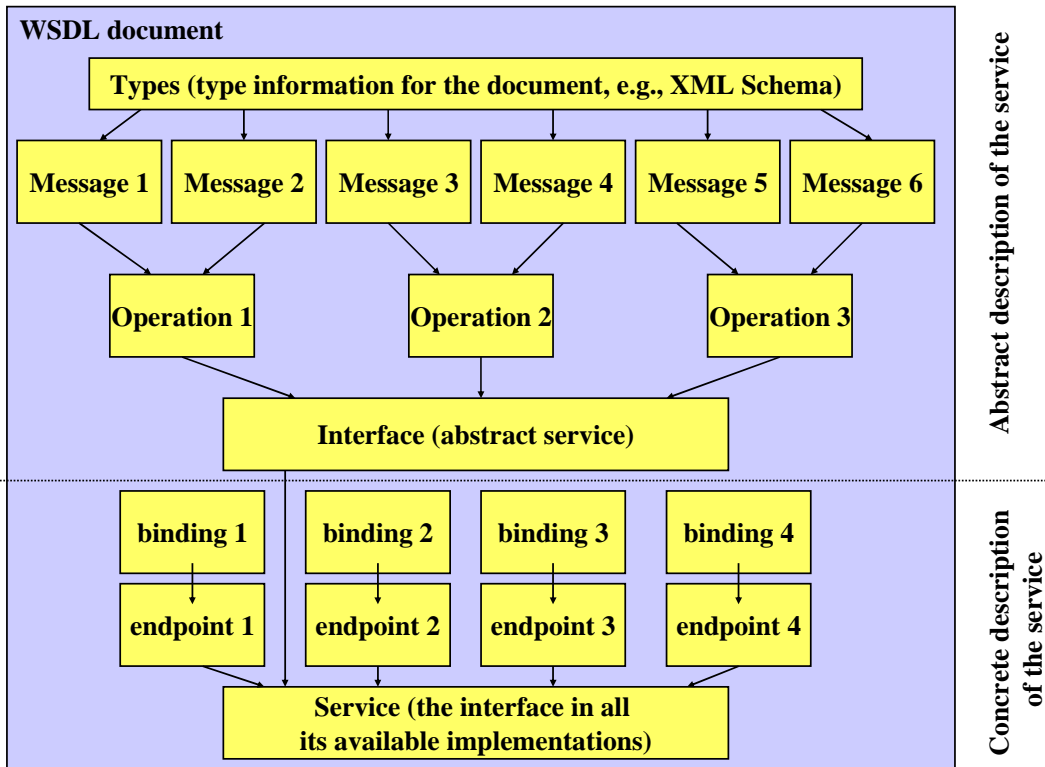 WSDL document
Types (type information for the document, e.g., XML Schema)
Message 1
Message 2
Message 3
Message 4
Message 5
Message 6
Operation 1
Operation 2
Operation 3
Interface (abstract service)
Abstract description of the service
binding 1
binding 2
binding 3
binding 4
endpoint 1
endpoint 2
endpoint 3
endpoint 4
Service (the interface in all
its available implementations)
Concrete description
of the service